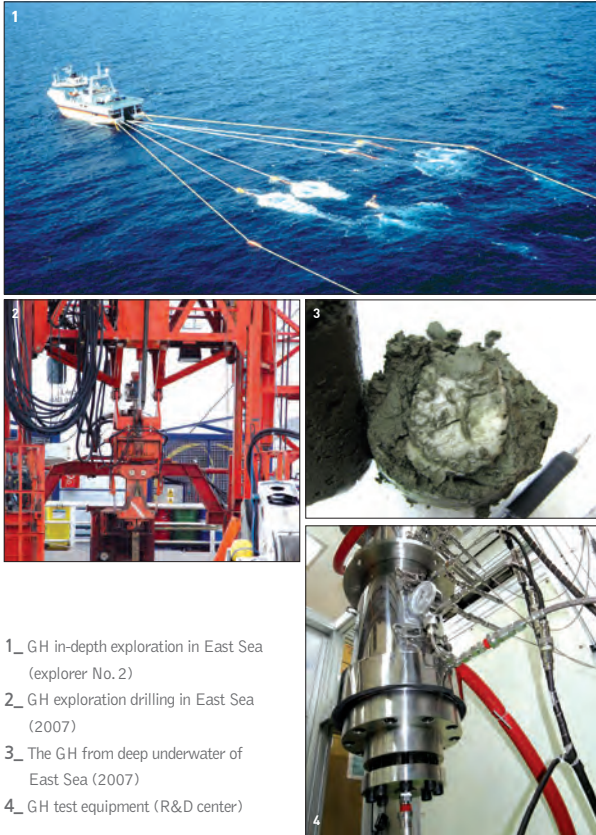 1
2
3
4
1_ GH in-depth exploration in East Sea
(explorer No. 2)
2_ GH exploration drilling in East Sea
(2007)
3_ The GH from deep underwater of
East Sea (2007)
4_ GH test equipment (R&D center)